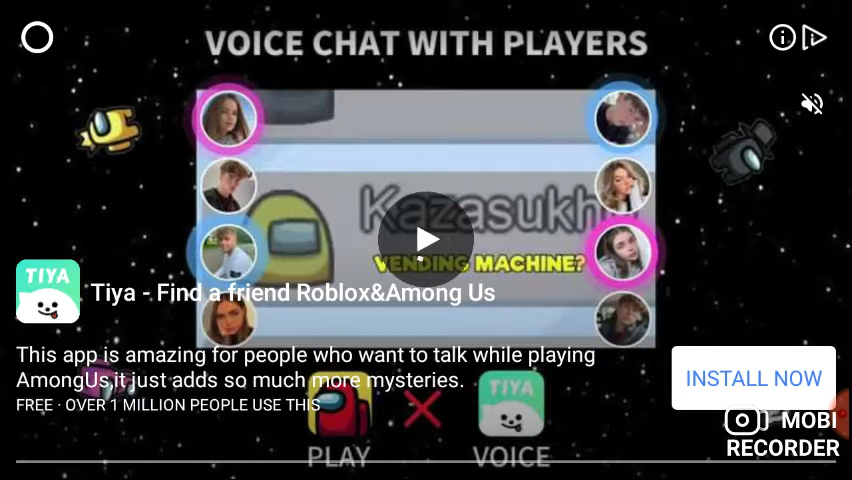 VOICE CHAT WITH PLAYERS
VENDING MACHINE?
TIYA
Tiya - Find a friend Roblox&Among Us
This app is amazing for people who want to talk while playing
AmongUs,it just adds so much more mysteries.
FREE · OVER 1 MILLION PEOPLE USE THIS
INSTALL NOW
TIYA
MOBI
RECORDER
PLAY
VOICE